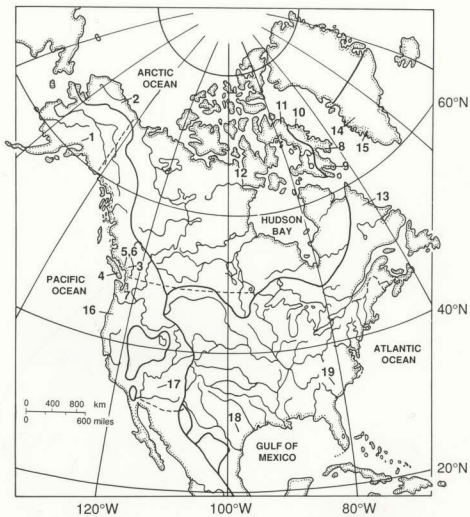 ARCTIC
OCEAN
2
60°N
1
11
10
14
15
8
9
12
13
HUDSON
BAY
5,6
3
4
7
PACIFIC
OCEAN
40°N
16
ATLANTIC
OCEAN
17
19
18
0 400 800 km
0 600 miles
GULF OF
MEXICO
20°N
120°W
100°W
80°W